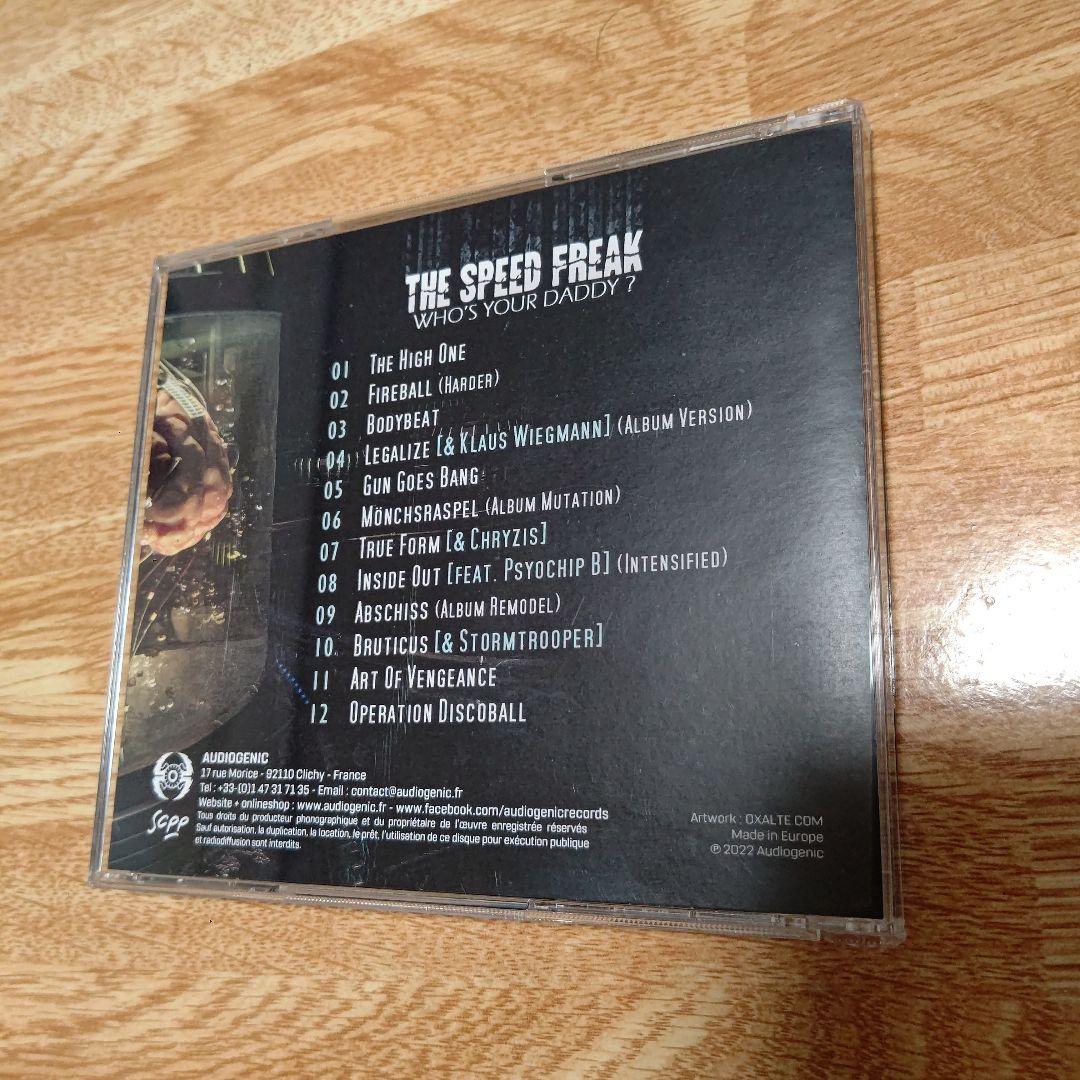 THE SPEED FREAK
WHO'S YOUR DADDY ?
01 THE HIGH ONE
02 FIREBALL (HARDER)
03 BODYBEAT
04 LEGALIZE [& KLAUS WIEGMANN] (ALBUM VERSION)
05 GUN GOES BANG
06 MÖNCHSRASPEL (ALBUM MUTATION)
07 TRUE FORM [& CHRYZIS]
08 INSIDE OUT [FEAT. PSYOCHIP B] (INTENSIFIED)
09 ABSCHISS (ALBUM REMODEL)
10 BRUTICUS [& STORMTROOPER]
11 ART OF VENGEANCE
12 OPERATION DISCOBALL
AUDIOGENIC
17 rue Morice - 92110 Clichy - France
Tel : +33-(0)1 47 31 71 35 - Email : contact@audiogenic.fr
Website + onlineshop : www.audiogenic.fr - www.facebook.com/audiogenicrecords
Tous droits du producteur phonographique et du propriétaire de l'œuvre enregistrée réservés
Sauf autorisation, la duplication, la location, le prêt, l'utilisation de ce disque pour exécution publique
et radiodiffusion sont interdits.
scpp
Artwork : OXALTE.COM
Made in Europe
℗ 2022 Audiogenic